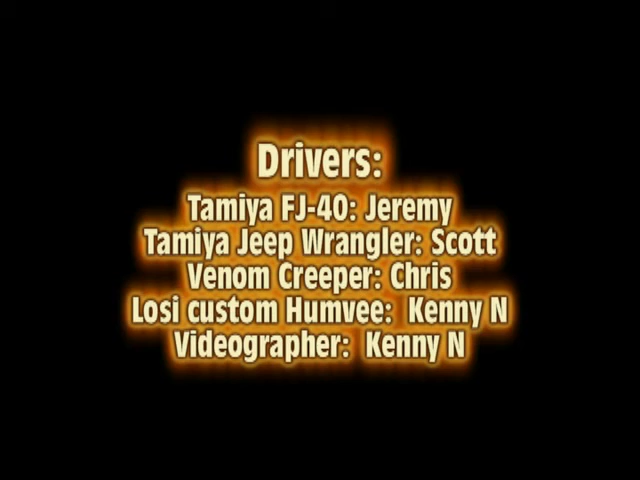 Drivers:
Tamiya FJ-40: Jeremy
Tamiya Jeep Wrangler: Scott
Venom Creeper: Chris
Losi custom Humvee:  Kenny N
Videographer:  Kenny N